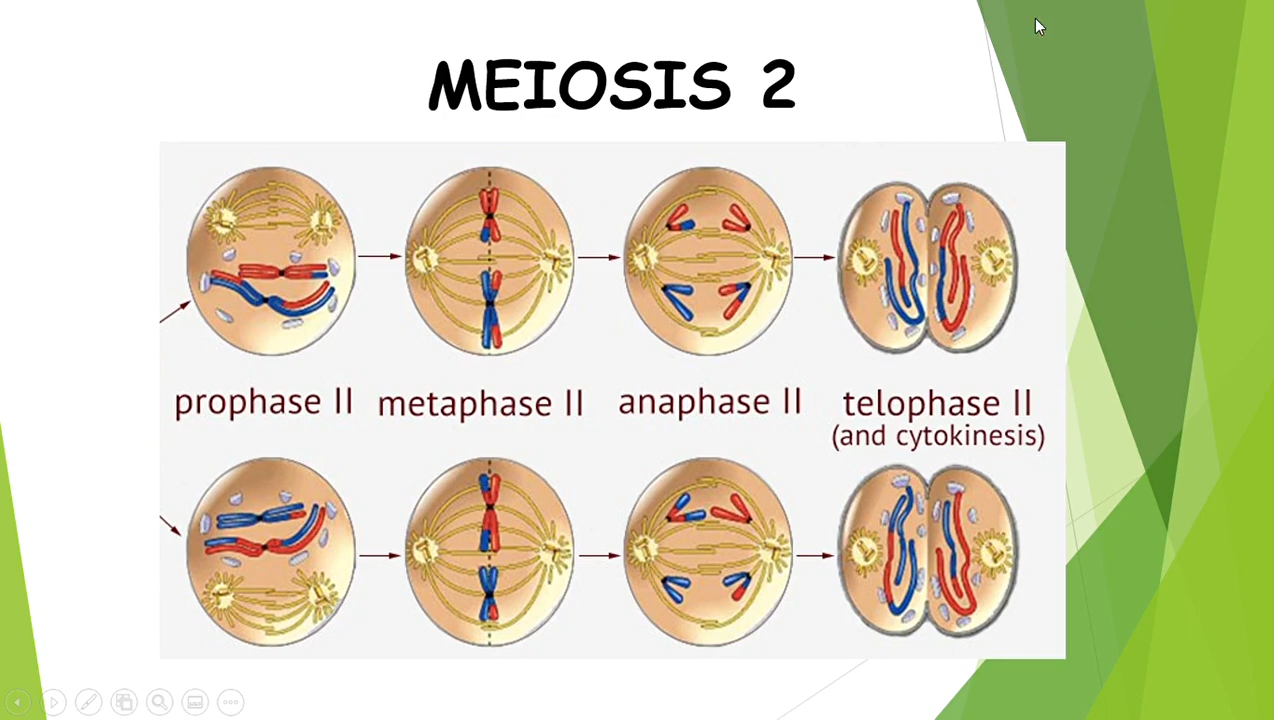 MEIOSIS 2
prophase II
metaphase II
anaphase II
telophase II
(and cytokinesis)